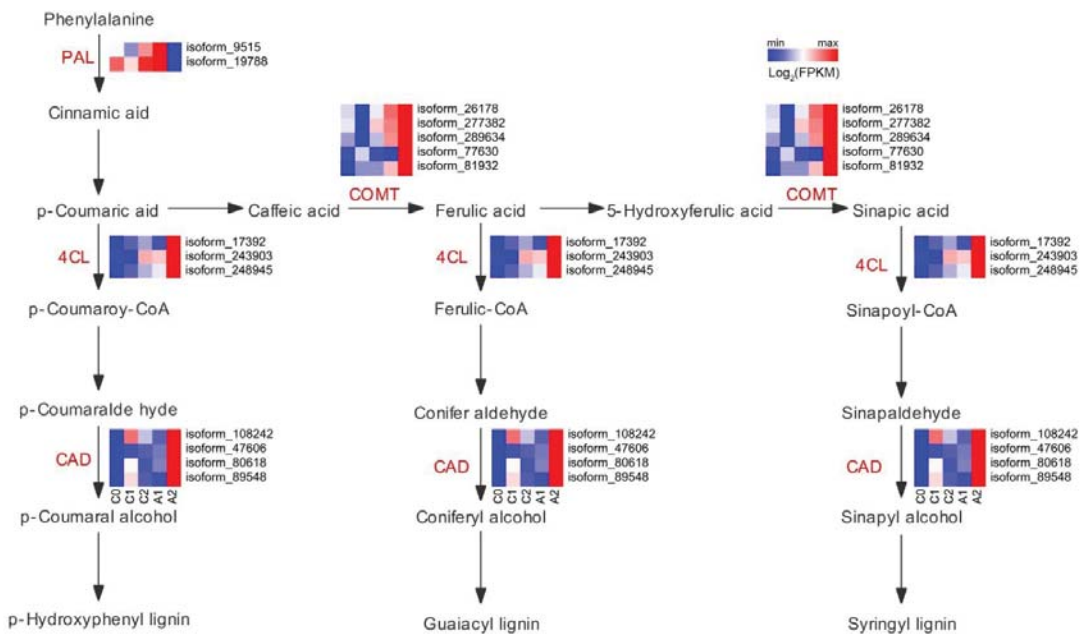 Phenylalanine
PAL
isoform_9515
isoform_19788
min max
Log2(FPKM)
Cinnamic aid
isoform_26178
isoform_277382
isoform_289634
isoform_77630
isoform_81932
COMT
isoform_26178
isoform_277382
isoform_289634
isoform_77630
isoform_81932
COMT
p-Coumaric aid
Caffeic acid
Ferulic acid
5-Hydroxyferulic acid
Sinapic acid
4CL
isoform_17392
isoform_243903
isoform_248945
4CL
isoform_17392
isoform_243903
isoform_248945
4CL
isoform_17392
isoform_243903
isoform_248945
p-Coumaroy-CoA
Ferulic-CoA
Sinapoyl-CoA
p-Coumaralde hyde
Conifer aldehyde
Sinapaldehyde
CAD
isoform_108242
isoform_47606
isoform_80618
isoform_89548
C0 C1 C2 A1 A2
CAD
isoform_108242
isoform_47606
isoform_80618
isoform_89548
C0 C1 C2 A1 A2
CAD
isoform_108242
isoform_47606
isoform_80618
isoform_89548
C0 C1 C2 A1 A2
p-Coumaral alcohol
Coniferyl alcohol
Sinapyl alcohol
p-Hydroxyphenyl lignin
Guaiacyl lignin
Syringyl lignin